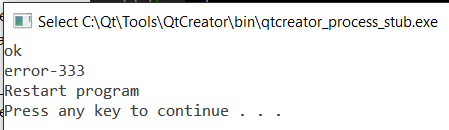 Select C:\Qt\Tools\QtCreator\bin\qtcreator_process_stub.exe
ok
error-333
Restart program
Press any key to continue . . .